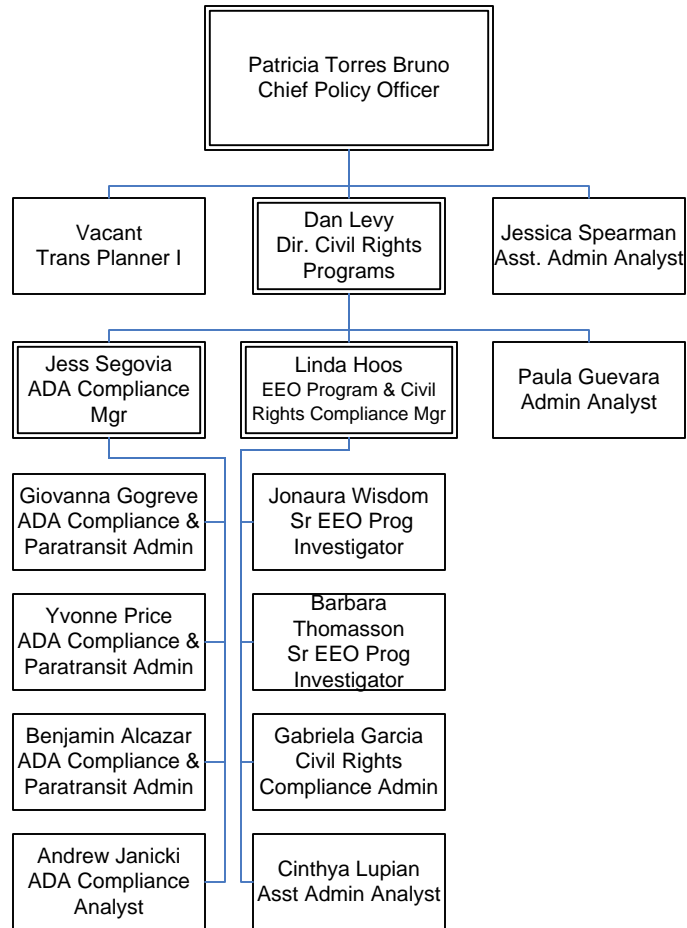 Patricia Torres Bruno
Chief Policy Officer
Vacant
Trans Planner I
Dan Levy
Dir. Civil Rights
Programs
Jessica Spearman
Asst. Admin Analyst
Jess Segovia
ADA Compliance
Mgr
Linda Hoos
EEO Program & Civil
Rights Compliance Mgr
Paula Guevara
Admin Analyst
Giovanna Gogreve
ADA Compliance &
Paratransit Admin
Jonaura Wisdom
Sr EEO Prog
Investigator
Yvonne Price
ADA Compliance &
Paratransit Admin
Barbara
Thomasson
Sr EEO Prog
Investigator
Benjamin Alcazar
ADA Compliance &
Paratransit Admin
Gabriela Garcia
Civil Rights
Compliance Admin
Andrew Janicki
ADA Compliance
Analyst
Cinthya Lupian
Asst Admin Analyst